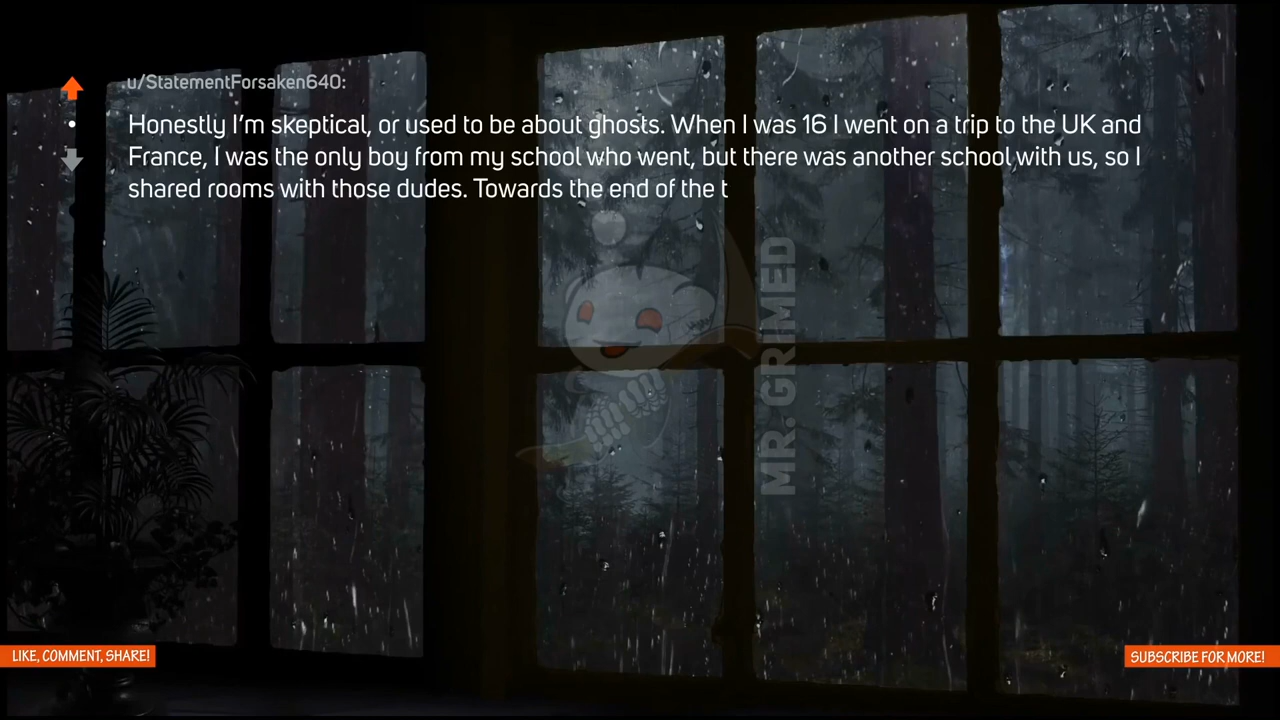 u/StatementForsaken640:
Honestly I'm skeptical, or used to be about ghosts. When I was 16 I went on a trip to the UK and
France, I was the only boy from my school who went, but there was another school with us, so I
shared rooms with those dudes. Towards the end of the t
MR. GRIMED
LIKE, COMMENT, SHARE!
SUBSCRIBE FOR MORE!